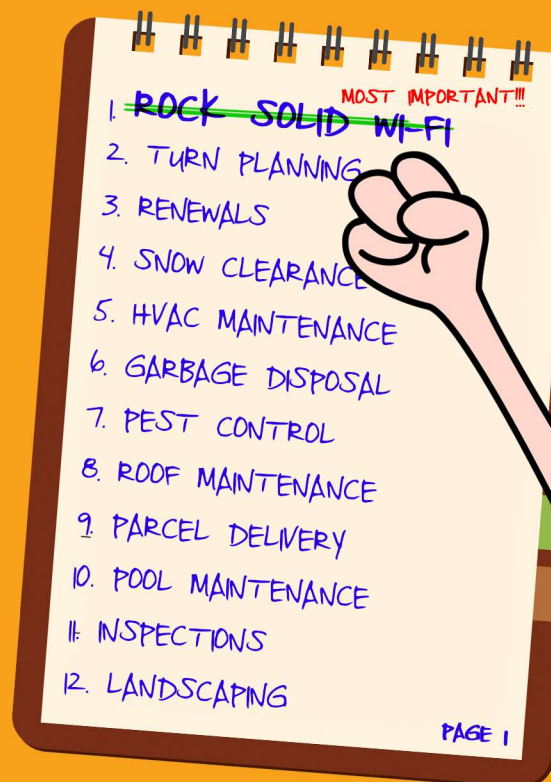 MOST IMPORTANT!!!
1. ROCK SOLID WI-FI
2. TURN PLANNING
3. RENEWALS
4. SNOW CLEARANCE
5. HVAC MAINTENANCE
6. GARBAGE DISPOSAL
7. PEST CONTROL
8. ROOF MAINTENANCE
9. PARCEL DELIVERY
10. POOL MAINTENANCE
11. INSPECTIONS
12. LANDSCAPING
PAGE 1